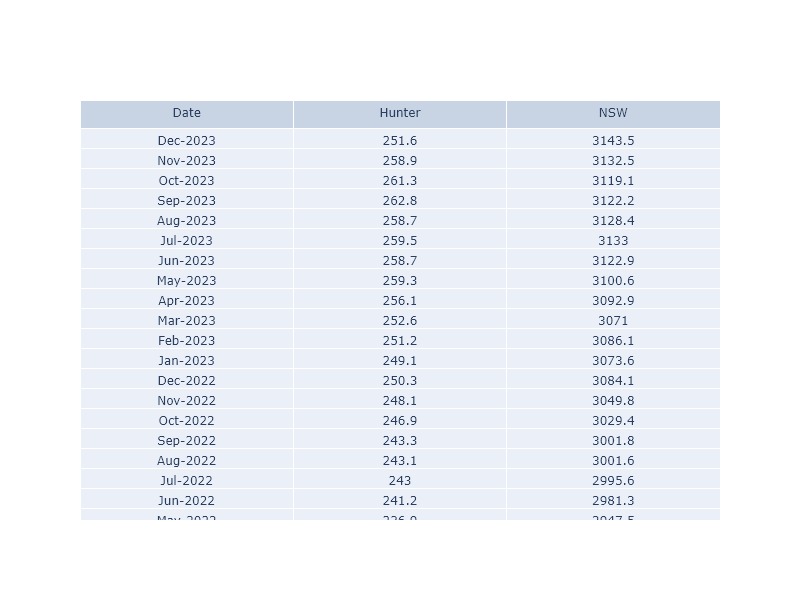 Date Hunter NSW
Dec-2023 251.6 3143.5
Nov-2023 258.9 3132.5
Oct-2023 261.3 3119.1
Sep-2023 262.8 3122.2
Aug-2023 258.7 3128.4
Jul-2023 259.5 3133
Jun-2023 258.7 3122.9
May-2023 259.3 3100.6
Apr-2023 256.1 3092.9
Mar-2023 252.6 3071
Feb-2023 251.2 3086.1
Jan-2023 249.1 3073.6
Dec-2022 250.3 3084.1
Nov-2022 248.1 3049.8
Oct-2022 246.9 3029.4
Sep-2022 243.3 3001.8
Aug-2022 243.1 3001.6
Jul-2022 243 2995.6
Jun-2022 241.2 2981.3
May-2022